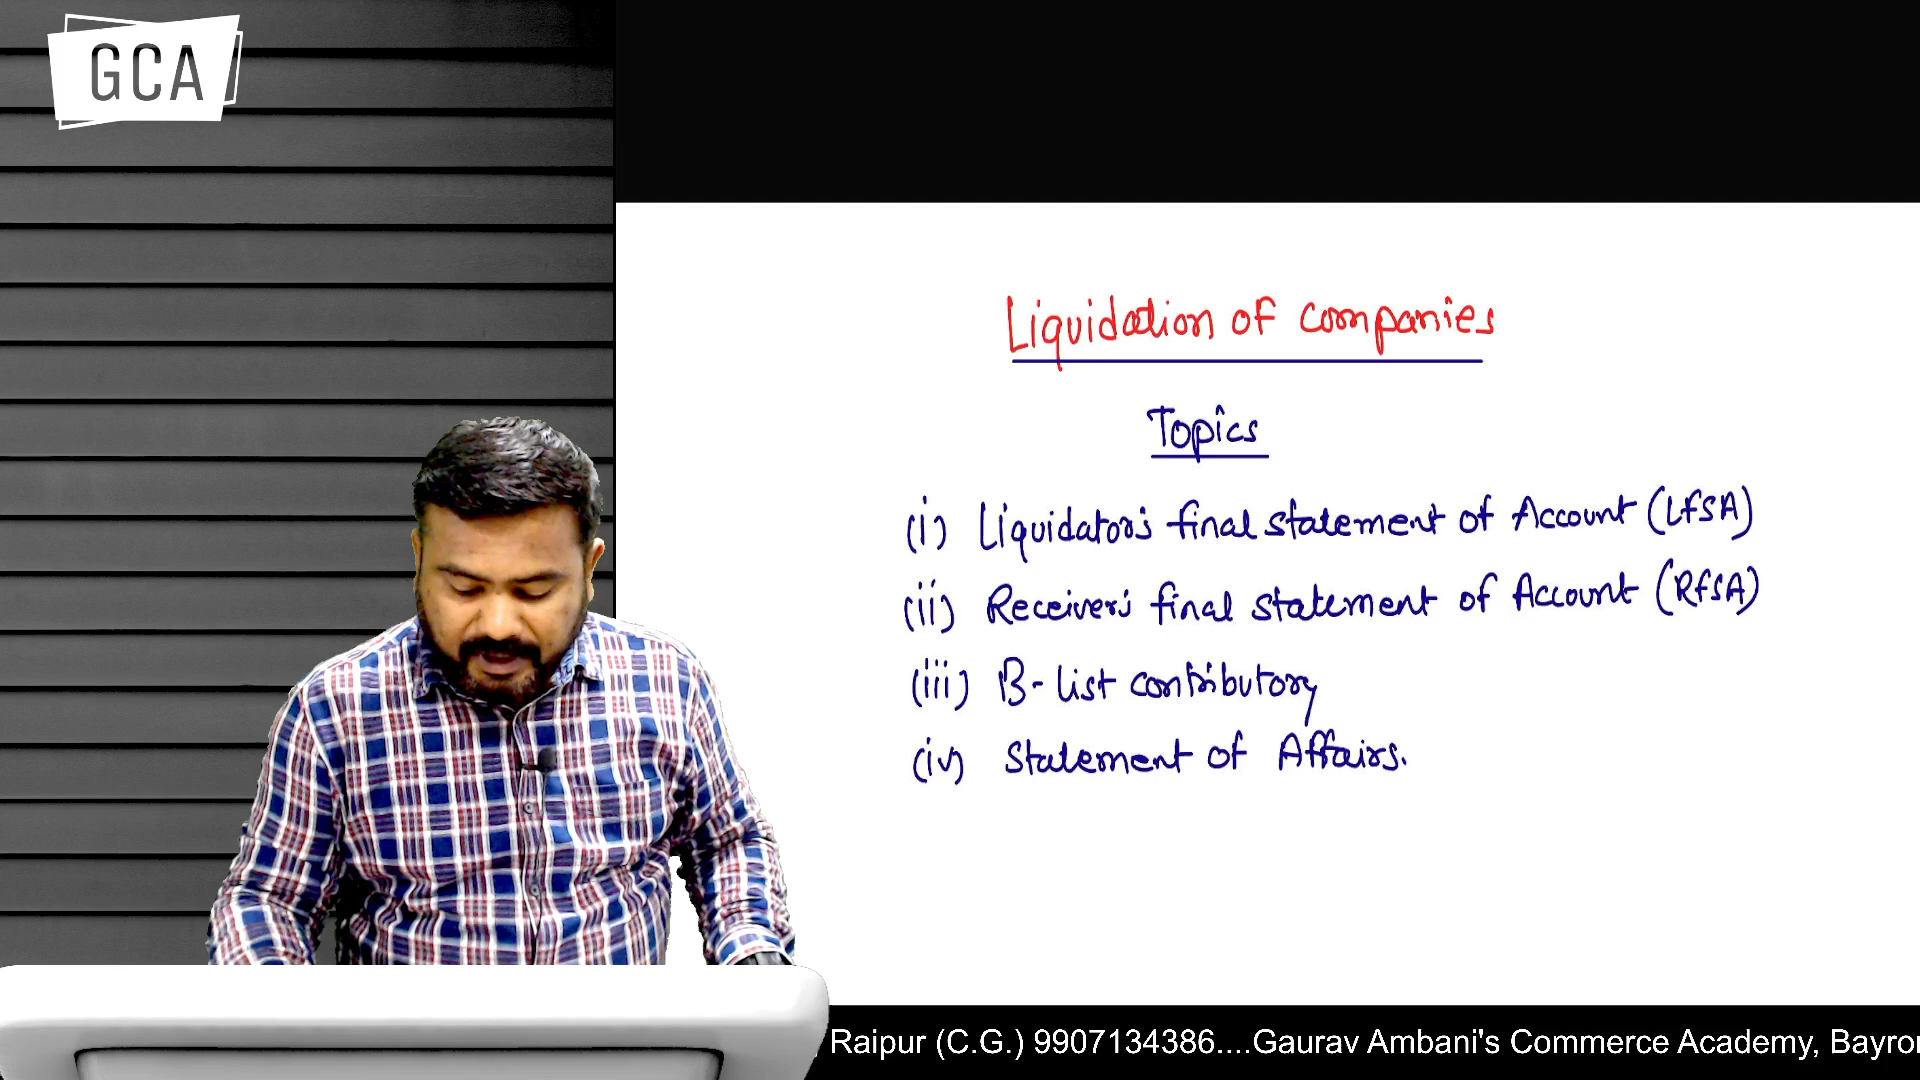 GCA
Liquidation of companies
Topics
(i) Liquidator's final statement of Account (LFSA)
(ii) Receiver's final statement of Account (RFSA)
(iii) B-list contributory
(iv) Statement of Affairs.
Raipur (C.G.) 9907134386....Gaurav Ambani's Commerce Academy, Bayron